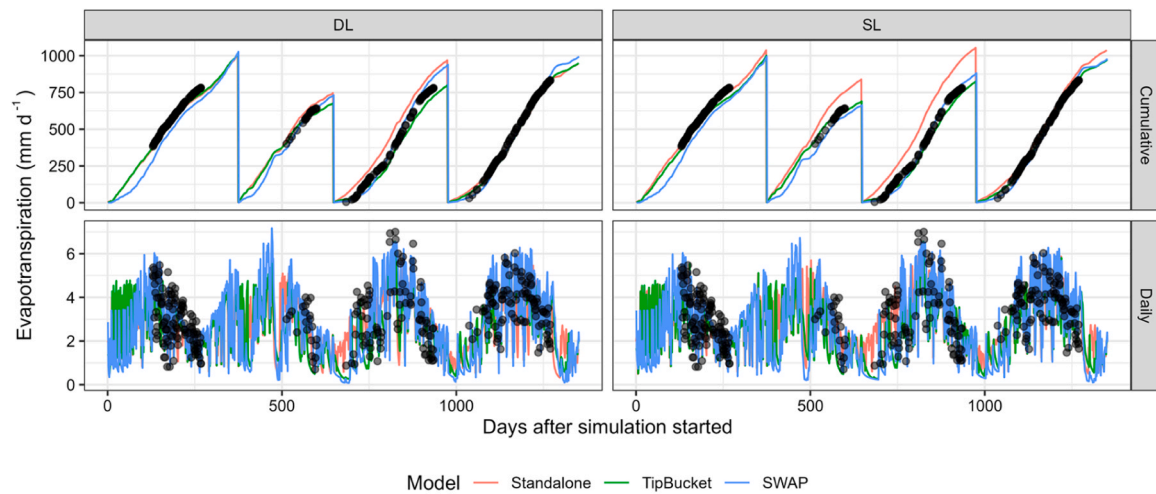 DL SL
1000
750
500
250
0
Cumulative
Evapotranspiration (mm d⁻¹)
6
4
2
0
Daily
0 500 1000 0 500 1000
Days after simulation started
Model Standalone TipBucket SWAP